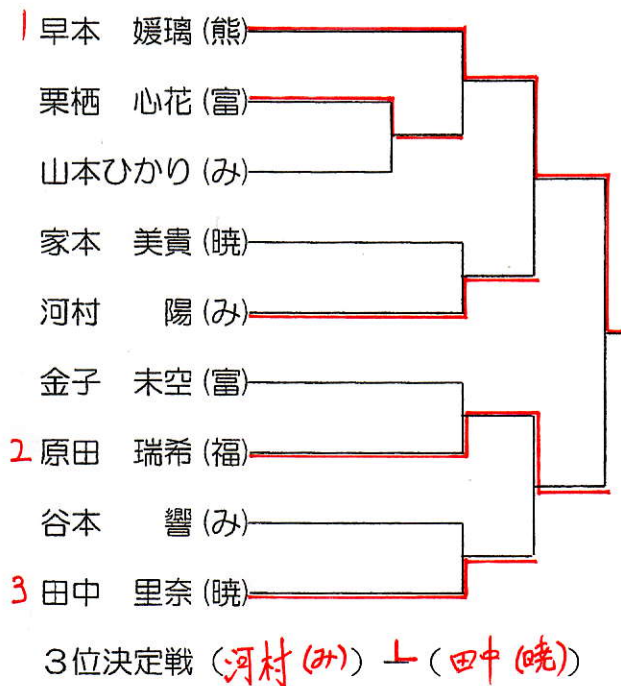 1 早本 媛璃(熊)
栗栖 心花(富)
山本ひかり(み)
家本 美貴(暁)
河村 陽(み)
金子 未空(富)
2 原田 瑞希(福)
谷本 響(み)
3 田中 里奈(暁)
3位決定戦(河村(み))ー(田中(暁))